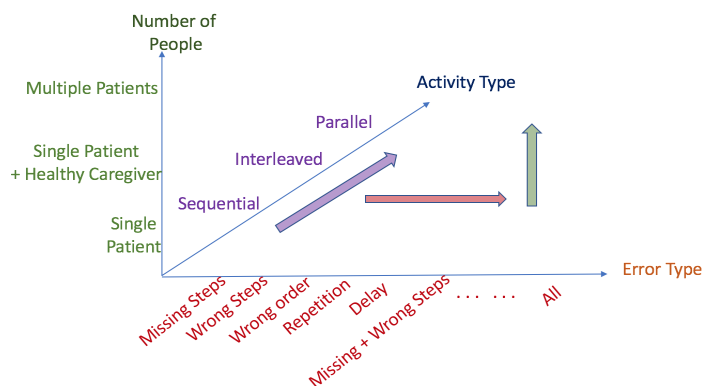 Number of
People
Multiple Patients
Activity Type
Parallel
Single Patient
+ Healthy Caregiver
Interleaved
Sequential
Single
Patient
Error Type
Missing Steps
Wrong Steps
Wrong order
Repetition
Delay
Missing + Wrong Steps
... ...
All